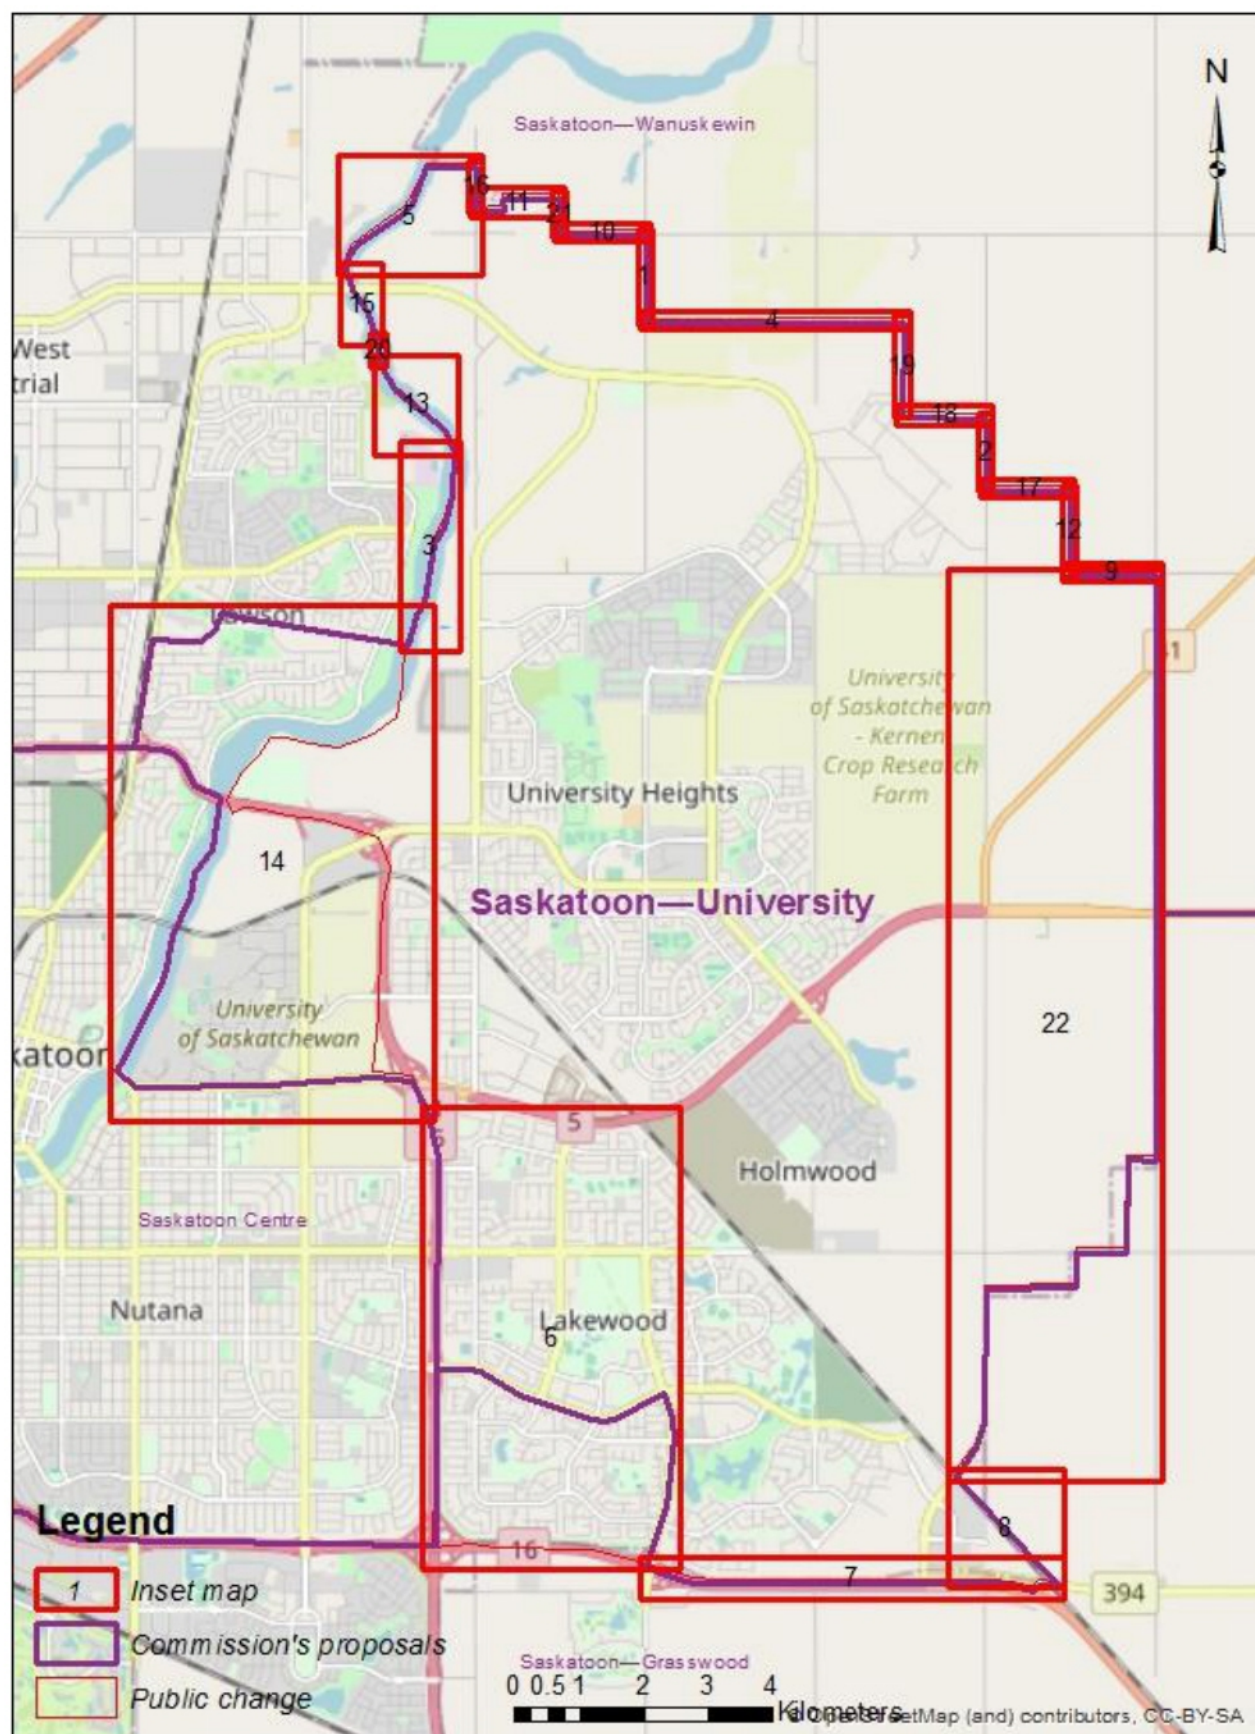 N
Saskatoon—Wanuskewin
16
11
5
21
10
1
15
4
20
West
trial
19
13
18
2
17
3
12
9
41
University
of Saskatchewan
- Kernen
Crop Research
Farm
University Heights
14
Saskatoon—University
University
of Saskatchewan
22
katoon
5
Holmwood
Saskatoon Centre
Nutana
Lakewood
6
Legend
16
8
7
1 Inset map
394
Commission's proposals
Saskatoon—Grasswood
Public change
0 0.5 1 2 3 4
Kilometers
OpenStreetMap (and) contributors, CC-BY-SA